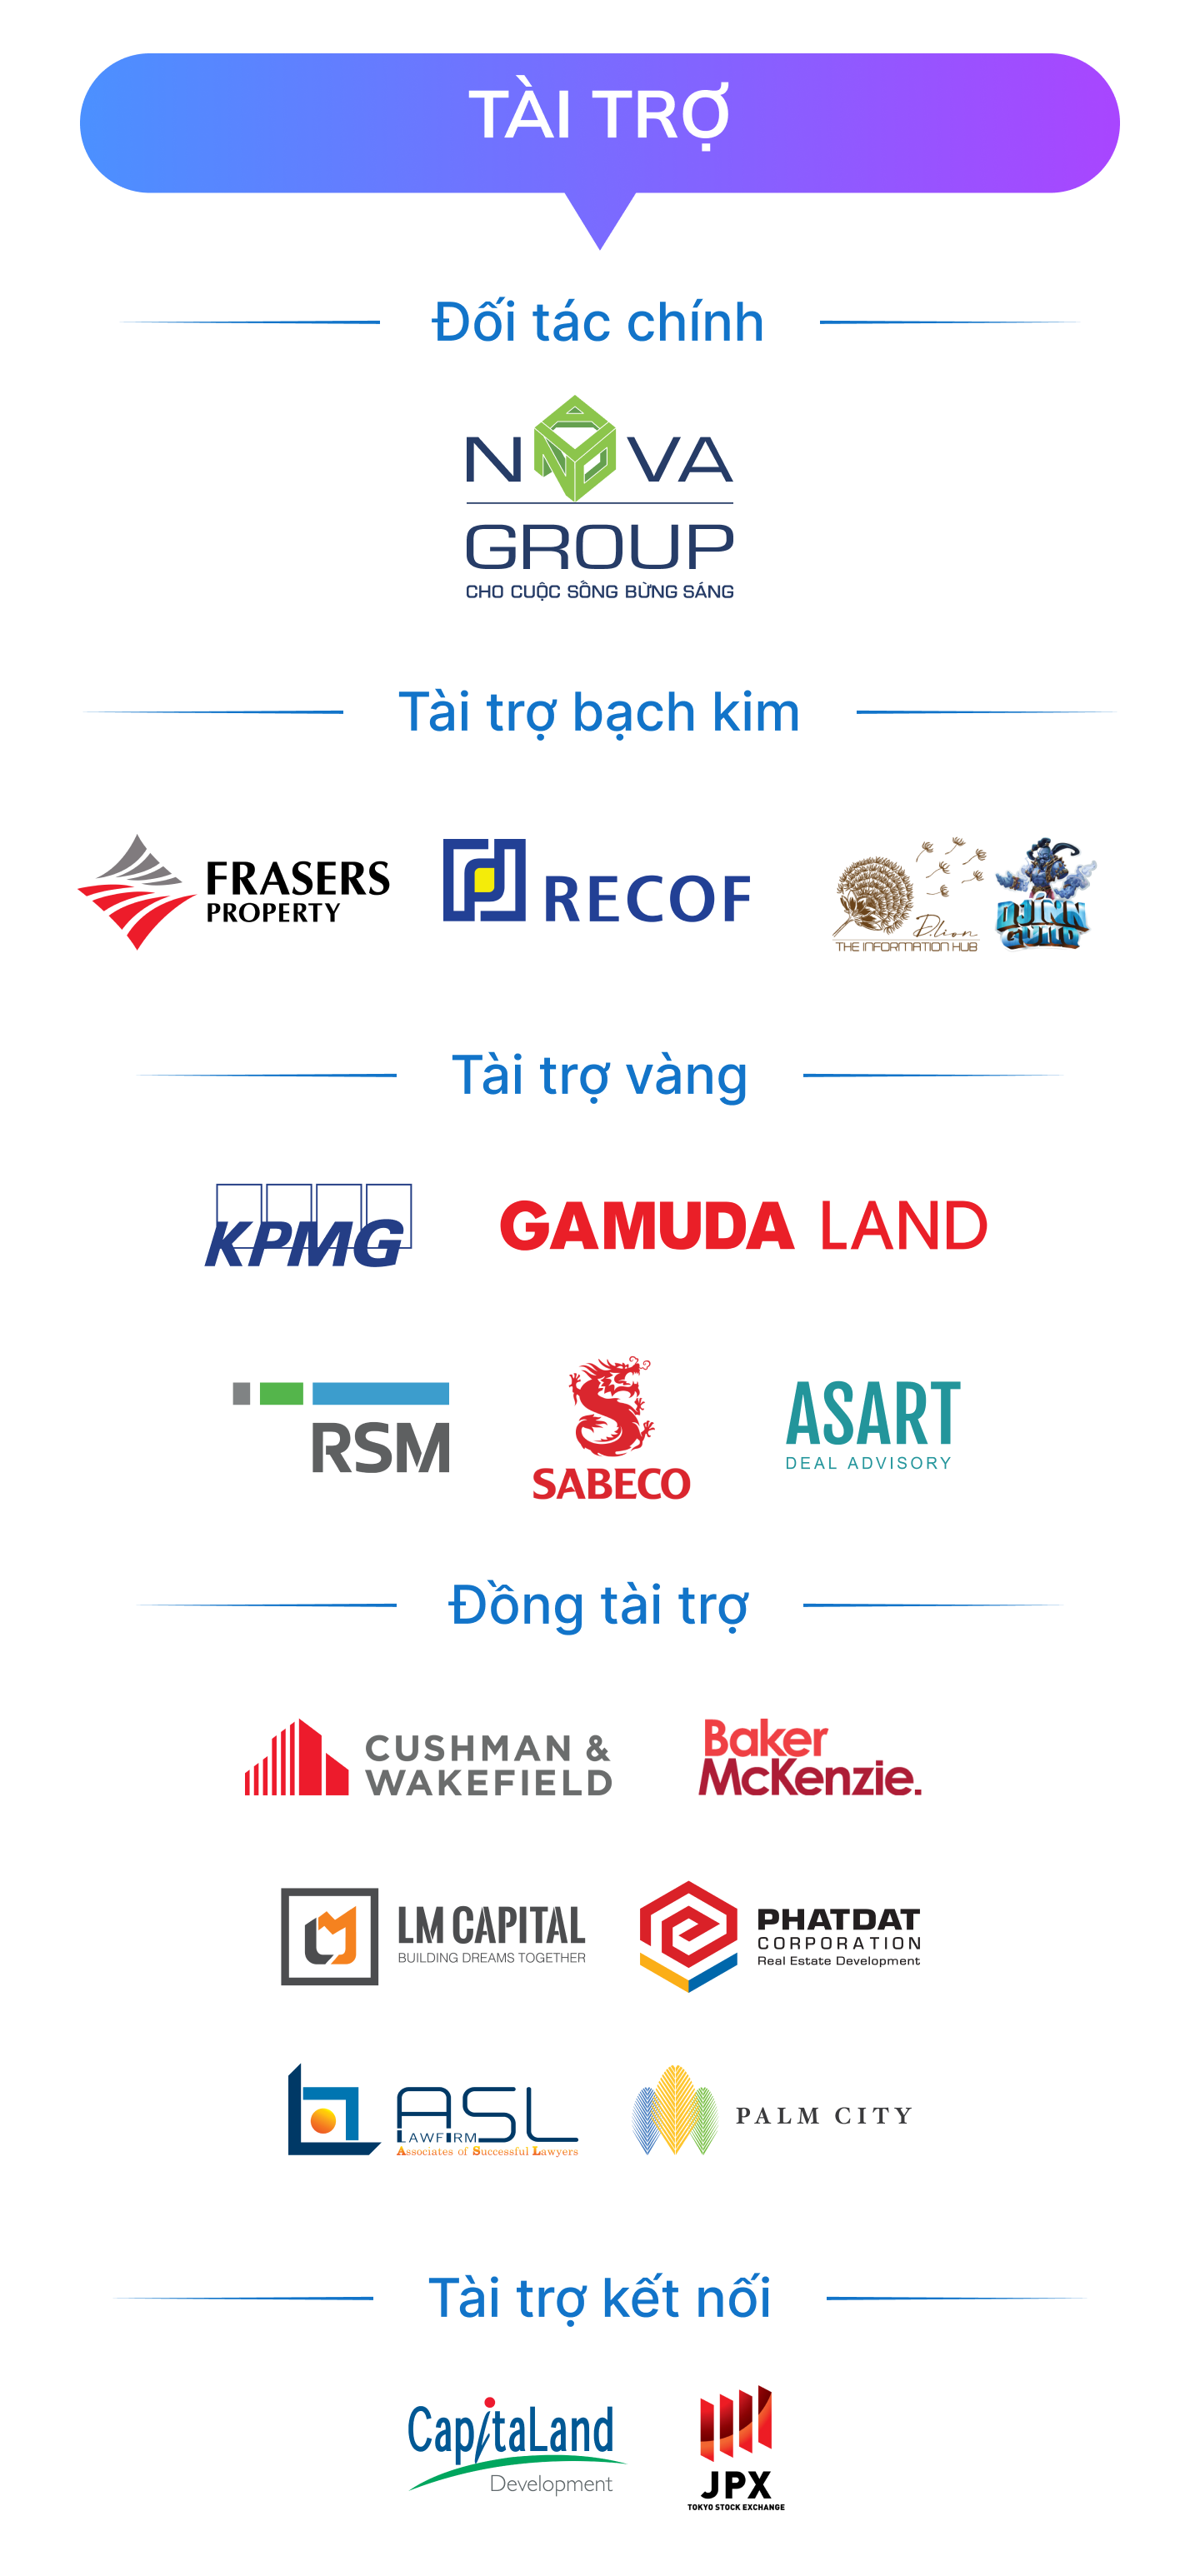 TÀI TRỢ
Đối tác chính
NOVA
GROUP
CHO CUỘC SỐNG BỪNG SÁNG
Tài trợ bạch kim
FRASERS
PROPERTY
RECOF
D.lion
THE INFORMATION HUB
DJINN
GUILD
Tài trợ vàng
KPMG
GAMUDA LAND
RSM
SABECO
ASART
DEAL ADVISORY
Đồng tài trợ
CUSHMAN &
WAKEFIELD
Baker
McKenzie.
LM CAPITAL
BUILDING DREAMS TOGETHER
PHATDAT
CORPORATION
Real Estate Development
ASL
LAWFIRM
Associates of Successful Lawyers
PALM CITY
Tài trợ kết nối
CapitaLand
Development
JPX
TOKYO STOCK EXCHANGE